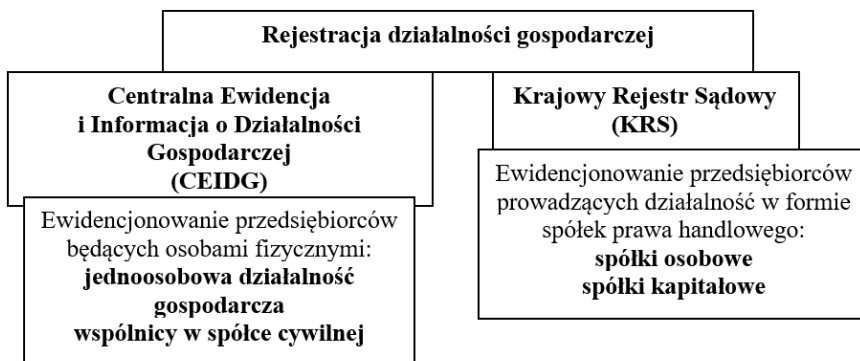 Rejestracja działalności gospodarczej
Centralna Ewidencja
i Informacja o Działalności
Gospodarczej
(CEIDG)
Ewidencjonowanie przedsiębiorców
będących osobami fizycznymi:
jednoosobowa działalność
gospodarcza
wspólnicy w spółce cywilnej
Krajowy Rejestr Sądowy
(KRS)
Ewidencjonowanie przedsiębiorców
prowadzących działalność w formie
spółek prawa handlowego:
spółki osobowe
spółki kapitałowe